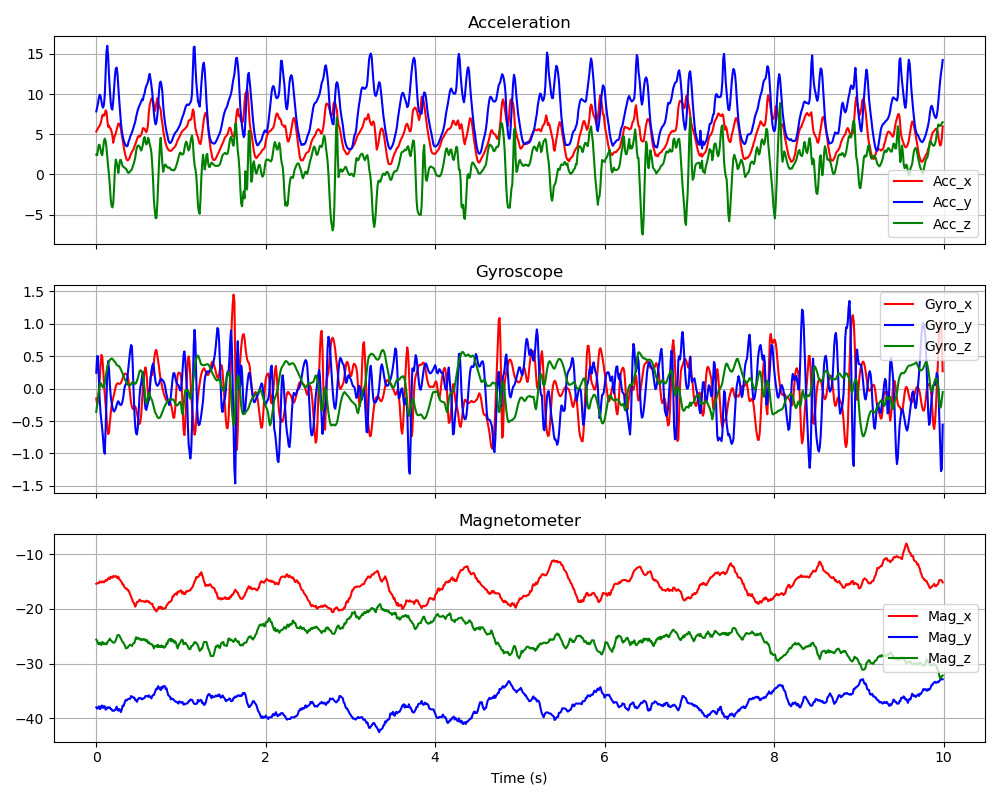 Acceleration
15
10
5
0
−5
Acc_x
Acc_y
Acc_z
Gyroscope
1.5
1.0
0.5
0.0
−0.5
−1.0
−1.5
Gyro_x
Gyro_y
Gyro_z
Magnetometer
−10
−20
−30
−40
Mag_x
Mag_y
Mag_z
0 2 4 6 8 10
Time (s)